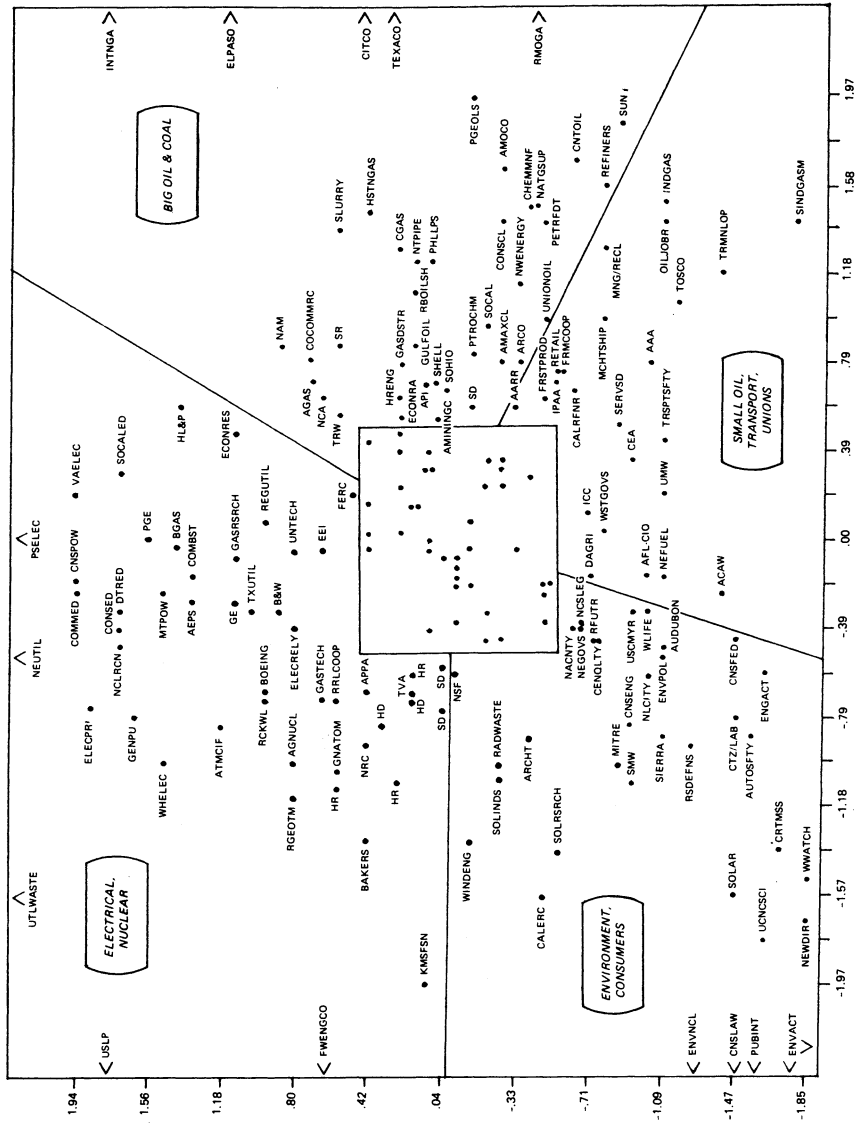 INTNGA
ELPASO
CITCO
TEXACO
RMOGA
BIG OIL & COAL
PGEOLS
SUN
CNTOIL
AMOCO
REFINERS
SLURRY
HSTNGAS
CHEMMNF
NATGSUP
INDGAS
CGAS
CONSCL
PETRFDT
SINDGASM
NTPIPE
PHLLPS
NWENERGY
MNG/RECL
OILJOBR
TRMNLOP
RBOILSH
TOSCO
NAM
COCOMMRC
SR
GASDSTR
GULFOIL
PTROCHM
SOCAL
AMAXCL
ARCO
UNIONOIL
MCHTSHIP
AAA
AGAS
NCA
HRENG
ECONRA
API
SHELL
SOHIO
SD
AARR
FRSTPROD
RETAIL
FRMCOOP
IPAA
CALRFNR
SERVSD
TRSPTSFTY
SMALL OIL,
TRANSPORT,
UNIONS
HL&P
TRW
AMININGC
ECONRES
SOCALED
VAELEC
FERC
CEA
UMW
REGUTIL
ICC
WSTGOVS
PSELEC
PGE
BGAS
COMBST
GASRSRCH
UNTECH
EEI
DAGRI
AFL-CIO
NEFUEL
CNSPOW
COMMED
DTRED
CONSED
MTPOW
AEPS
GE
TXUTIL
B&W
ELECRELY
NCSLEG
RFUTR
NACNTY
NEGOVS
CENQLTY
USCMYR
WLIFE
AUDUBON
ACAW
NEUTIL
NCLRCN
BOEING
RCKWL
GASTECH
RRLCOOP
APPA
TVA
HR
SD
NSF
ENVPOL
NLCITY
CNSFED
ENGACT
ELECPR
GENPU
ATMCIF
HD
HD
SD
CNSENG
CTZ/LAB
WHELEC
AGNUCL
GNATOM
NRC
RADWASTE
ARCHT
MITRE
SIERRA
RSDEFNS
AUTOSFTY
RGEOTM
HR
HR
SOLINDS
SMW
BAKERS
WINDENG
SOLRSRCH
CRTMSS
UTLWASTE
ELECTRICAL,
NUCLEAR
CALERC
SOLAR
WWATCH
UCNCSCI
NEWDIR
KMSFSN
ENVIRONMENT,
CONSUMERS
USLP
FWENGCO
ENVNCL
CNSLAW
PUBINT
ENVACT
1.94
1.56
1.18
.80
.42
.04
-.33
-.71
-1.09
-1.47
-1.85
1.97
1.58
1.18
.79
.39
.00
-.39
-.79
-1.18
-1.57
-1.97